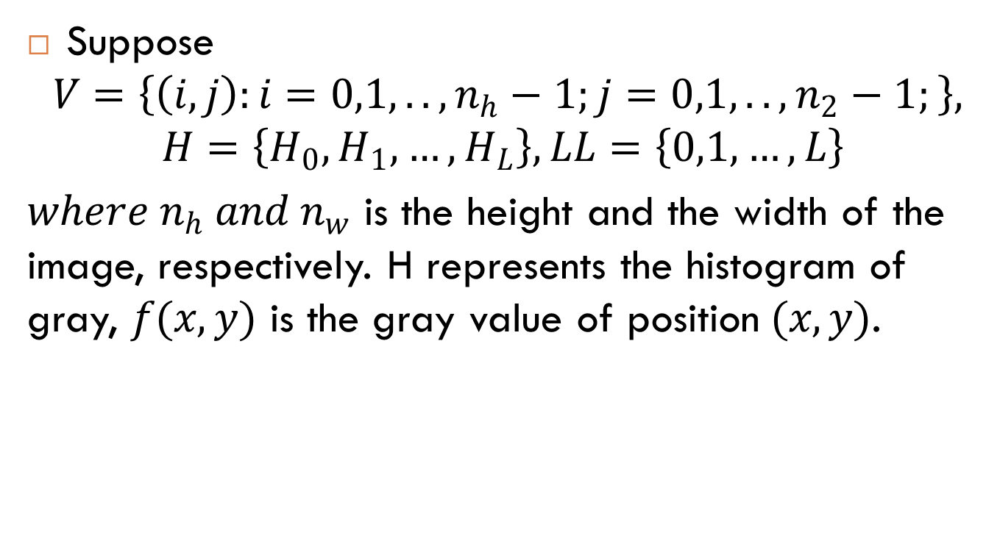 Suppose
V = {(i, j): i = 0,1, . . , n_h − 1; j = 0,1, . . , n_2 − 1; },
H = {H_0, H_1, … , H_L}, LL = {0,1, … , L}
where n_h and n_w is the height and the width of the
image, respectively. H represents the histogram of
gray, f(x, y) is the gray value of position (x, y).